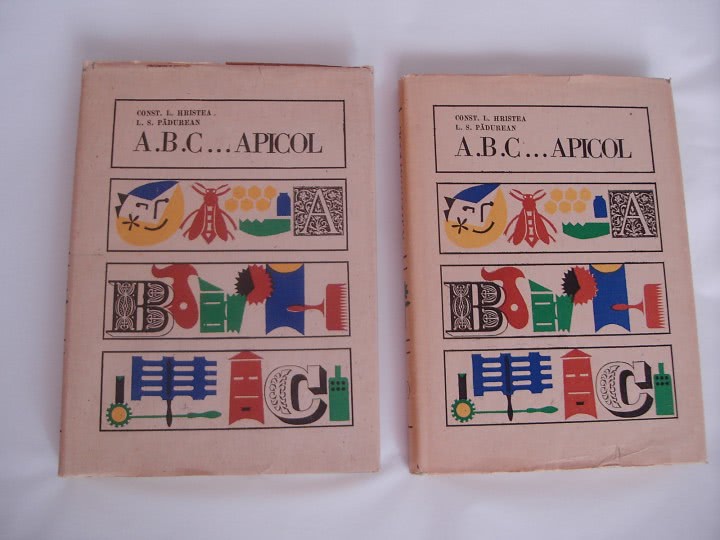 CONST. L. HRISTEA
L. S. PĂDUREAN
A.B.C... APICOL
A
B
C
CONST. L. HRISTEA
L. S. PĂDUREAN
A.B.C... APICOL
A
B
C